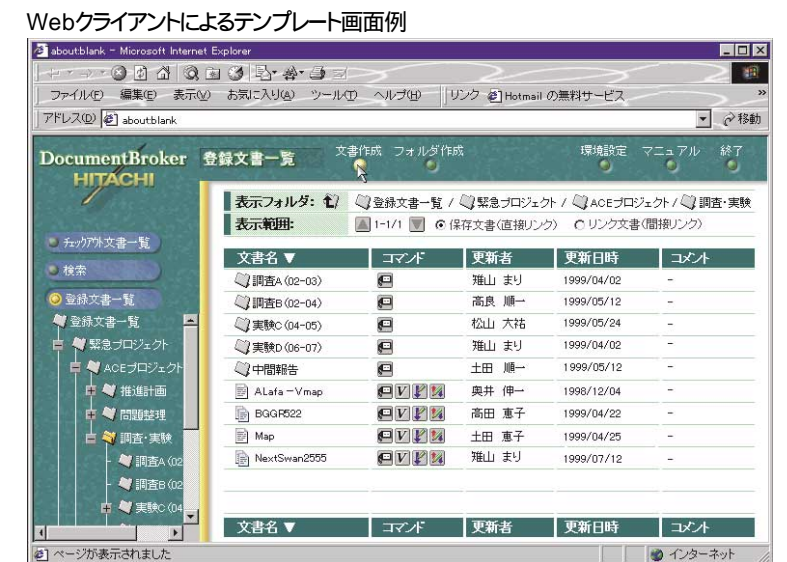 Webクライアントによるテンプレート画面例
about:blank - Microsoft Internet Explorer
ファイル(F) 編集(E) 表示(V) お気に入り(A) ツール(T) ヘルプ(H) リンク Hotmail の無料サービス »
アドレス(D) about:blank 移動
DocumentBroker 登録文書一覧 文書作成 フォルダ作成 環境設定 マニュアル 終了
HITACHI
表示フォルダ: 登録文書一覧 / 緊急プロジェクト / ACEプロジェクト / 調査・実験
表示範囲: 1-1/1 保存文書(直接リンク) リンク文書(間接リンク)
チェックアウト文書一覧
検索
登録文書一覧
登録文書一覧
緊急プロジェクト
ACEプロジェクト
推進計画
問題整理
調査・実験
調査A (02
調査B (02
実験C (04
文書名▼ コマンド 更新者 更新日時 コメント
調査A (02-03) 雅山 まり 1999/04/02 -
調査B (02-04) 高良 順一 1999/05/12 -
実験C (04-05) 松山 大祐 1999/05/24 -
実験D (06-07) 雅山 まり 1999/04/02 -
中間報告 土田 順一 1999/05/12 -
ALafa-Vmap V 奥井 伸一 1998/12/04 -
BGGR522 V 高田 恵子 1999/04/22 -
Map V 土田 恵子 1999/04/25 -
NextSwan2555 V 雅山 まり 1999/07/12 -
文書名▼ コマンド 更新者 更新日時 コメント
ページが表示されました インターネット